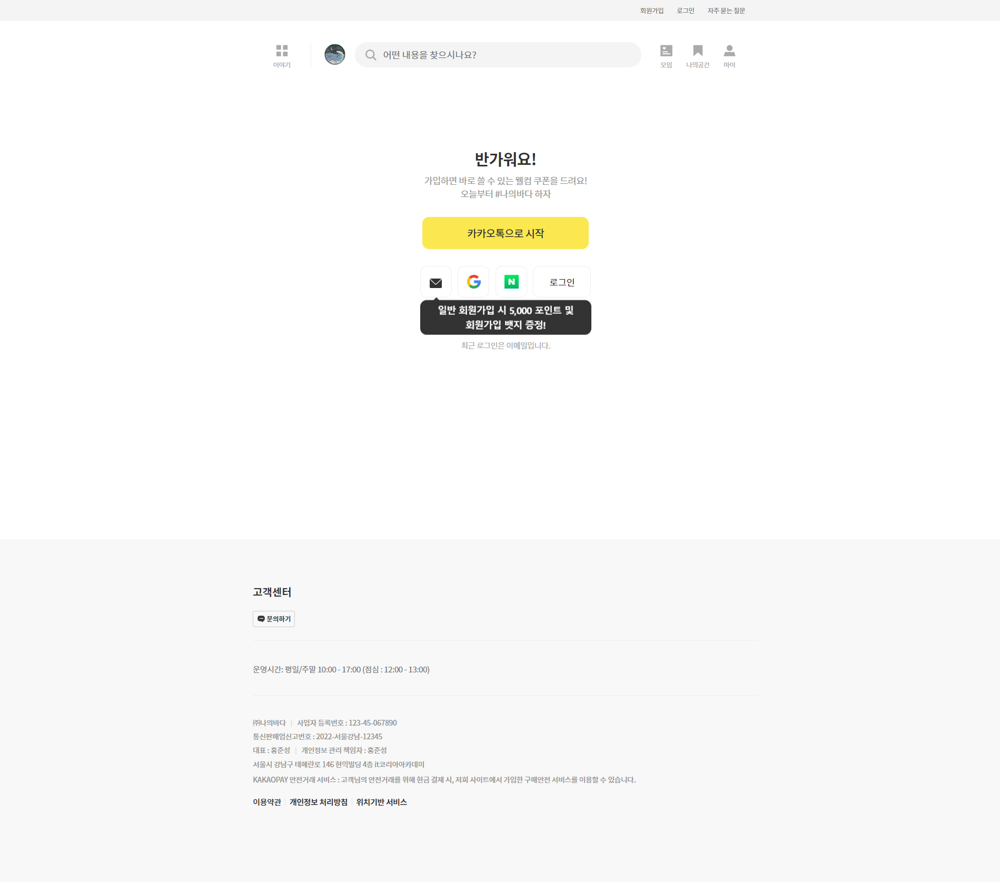 회원가입 로그인 자주 묻는 질문
이야기
어떤 내용을 찾으시나요?
모임 나의공간 마이
반가워요!
가입하면 바로 쓸 수 있는 웰컴 쿠폰을 드려요!
오늘부터 #나의바다 하자
카카오톡으로 시작
로그인
일반 회원가입 시 5,000 포인트 및
회원가입 뱃지 증정!
최근 로그인은 이메일입니다.
고객센터
문의하기
운영시간: 평일/주말 10:00 - 17:00 (점심 : 12:00 - 13:00)
㈜나의바다 | 사업자 등록번호 : 123-45-067890
통신판매업신고번호 : 2022-서울강남-12345
대표 : 홍준성 | 개인정보 관리 책임자 : 홍준성
서울시 강남구 테헤란로 146 현익빌딩 4층 it코리아아카데미
KAKAOPAY 안전거래 서비스 : 고객님의 안전거래를 위해 현금 결제 시, 저희 사이트에서 가입한 구매안전 서비스를 이용할 수 있습니다.
이용약관 | 개인정보 처리방침 | 위치기반 서비스